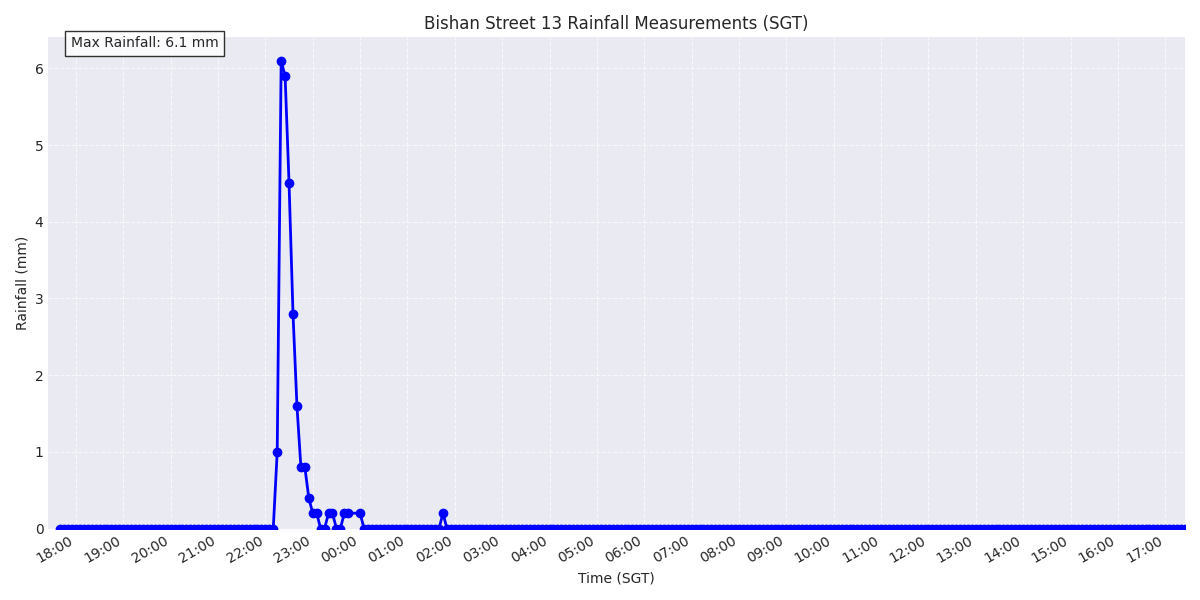 Bishan Street 13 Rainfall Measurements (SGT)
Max Rainfall: 6.1 mm
Rainfall (mm)
6
5
4
3
2
1
0
18:00 19:00 20:00 21:00 22:00 23:00 00:00 01:00 02:00 03:00 04:00 05:00 06:00 07:00 08:00 09:00 10:00 11:00 12:00 13:00 14:00 15:00 16:00 17:00
Time (SGT)